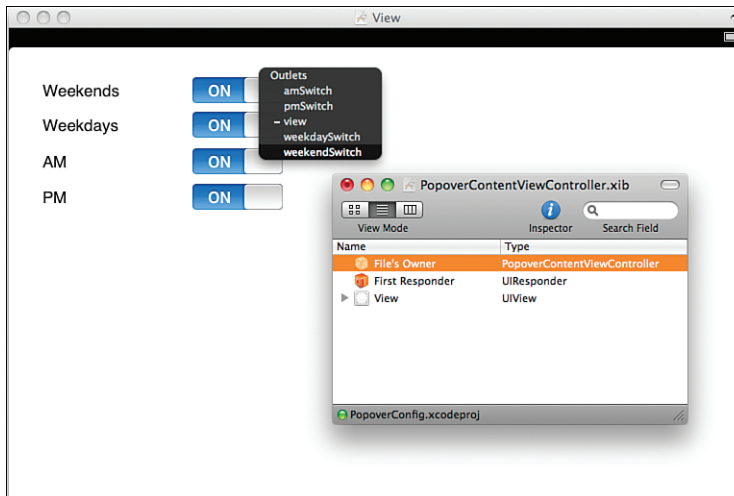 View
Weekends ON
Weekdays ON
AM ON
PM ON
Outlets
amSwitch
pmSwitch
– view
weekdaySwitch
weekendSwitch
PopoverContentViewController.xib
View Mode Inspector Search Field
Name Type
File's Owner PopoverContentViewController
First Responder UIResponder
View UIView
PopoverConfig.xcodeproj